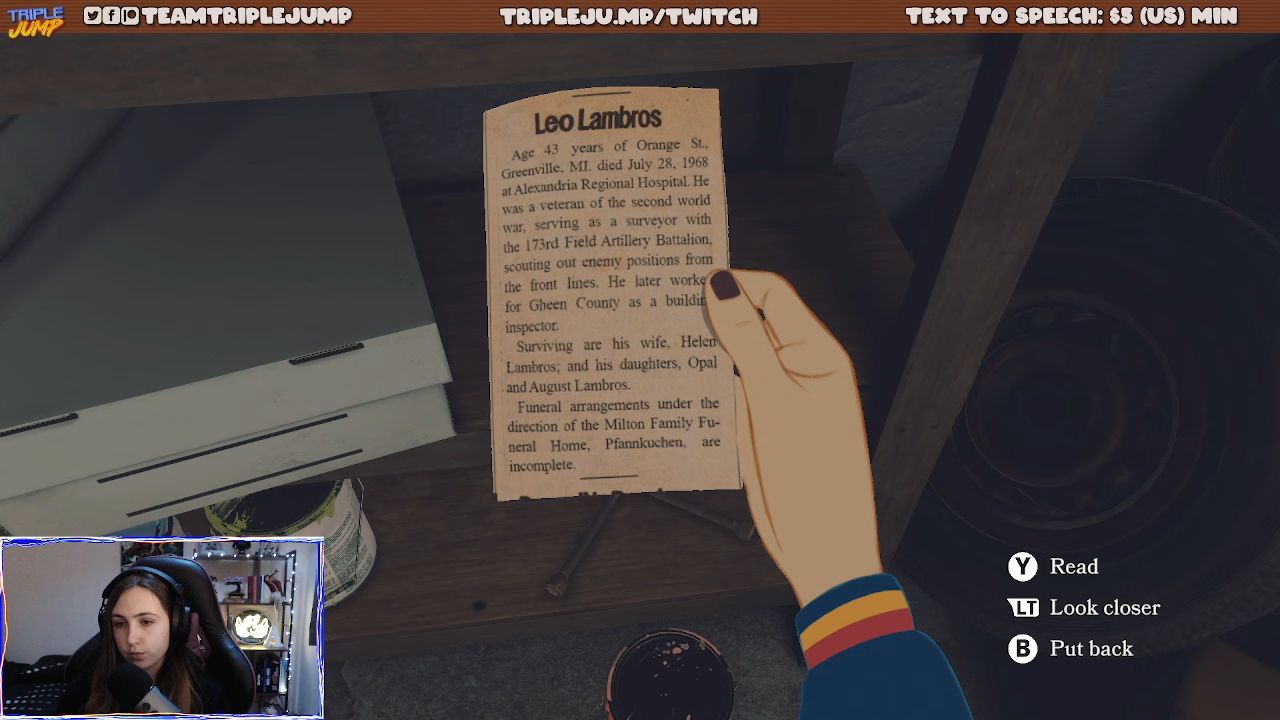 TRIPLE
JUMP
TEAMTRIPLEJUMP
TRIPLEJU.MP/TWITCH
TEXT TO SPEECH: $5 (US) MIN
Leo Lambros
Age 43 years of Orange St.,
Greenville, MI. died July 28, 1968
at Alexandria Regional Hospital. He
was a veteran of the second world
war, serving as a surveyor with
the 173rd Field Artillery Battalion,
scouting out enemy positions from
the front lines. He later worke
for Gheen County as a buildin
inspector.
Surviving are his wife, Helen
Lambros; and his daughters, Opal
and August Lambros.
Funeral arrangements under the
direction of the Milton Family Fu-
neral Home, Pfannkuchen, are
incomplete.
Y Read
LT Look closer
B Put back